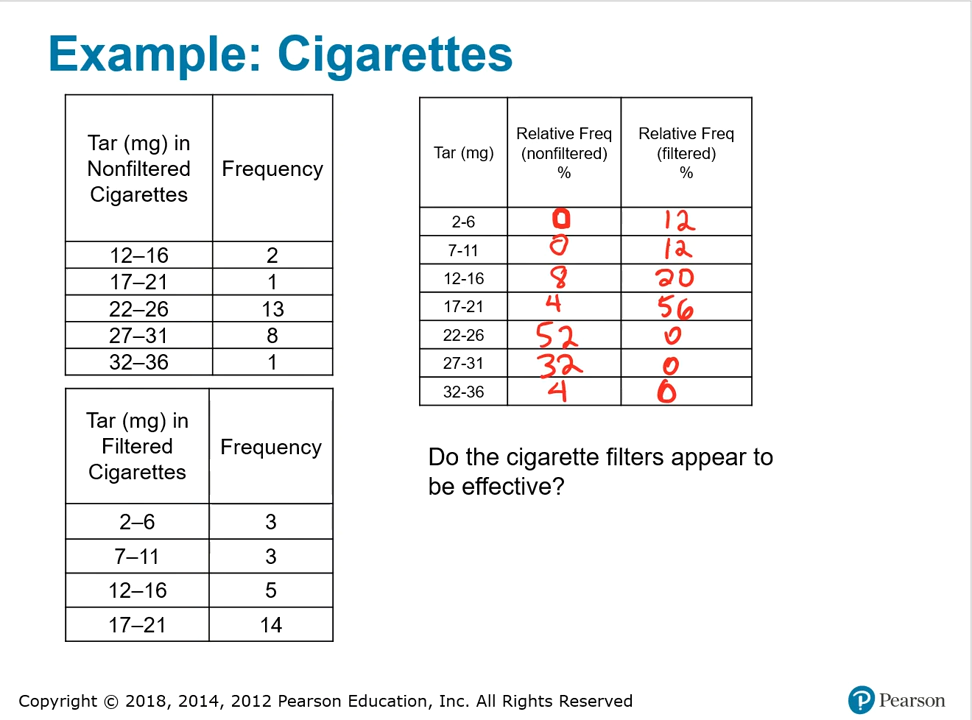 Example: Cigarettes
Tar (mg) in
Nonfiltered
Cigarettes
Frequency
12–16 2
17–21 1
22–26 13
27–31 8
32–36 1
Tar (mg) in
Filtered
Cigarettes
Frequency
2–6 3
7–11 3
12–16 5
17–21 14
Tar (mg)
Relative Freq
(nonfiltered)
%
Relative Freq
(filtered)
%
2-6 0 12
7-11 0 12
12-16 8 20
17-21 4 56
22-26 52 0
27-31 32 0
32-36 4 0
Do the cigarette filters appear to
be effective?
Copyright © 2018, 2014, 2012 Pearson Education, Inc. All Rights Reserved
P Pearson